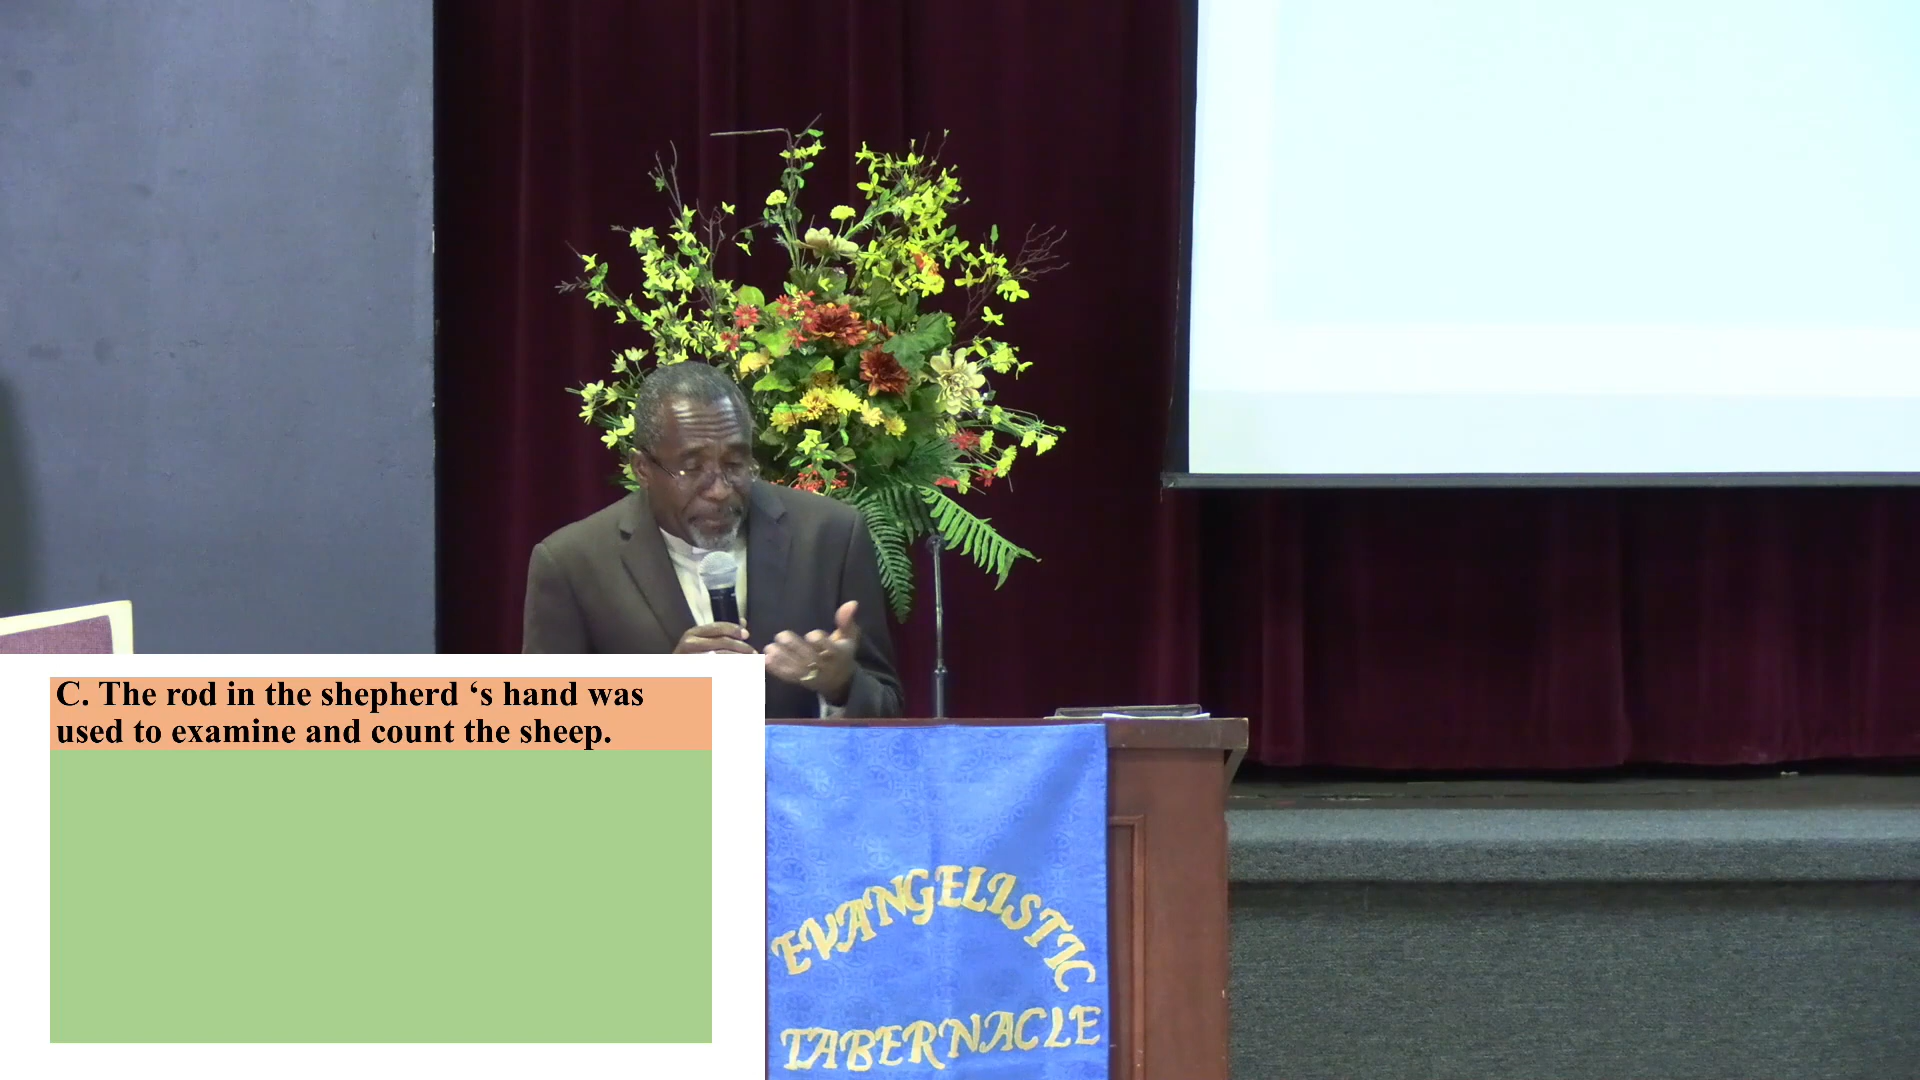 C. The rod in the shepherd ‘s hand was
used to examine and count the sheep.
EVANGELISTIC
TABERNACLE